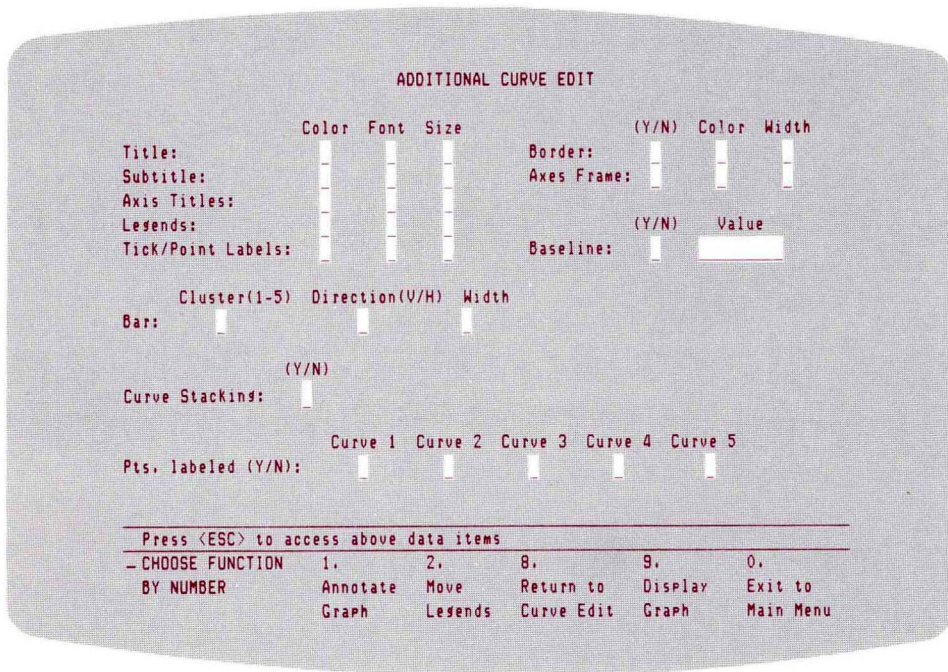 ADDITIONAL CURVE EDIT
Color Font Size (Y/N) Color Width
Title: Border:
Subtitle: Axes Frame:
Axis Titles:
Legends: (Y/N) Value
Tick/Point Labels: Baseline:
Cluster(1-5) Direction(V/H) Width
Bar:
(Y/N)
Curve Stacking:
Curve 1 Curve 2 Curve 3 Curve 4 Curve 5
Pts. labeled (Y/N):
Press <ESC> to access above data items
CHOOSE FUNCTION 1. 2. 8. 9. 0.
BY NUMBER Annotate Move Return to Display Exit to
Graph Legends Curve Edit Graph Main Menu